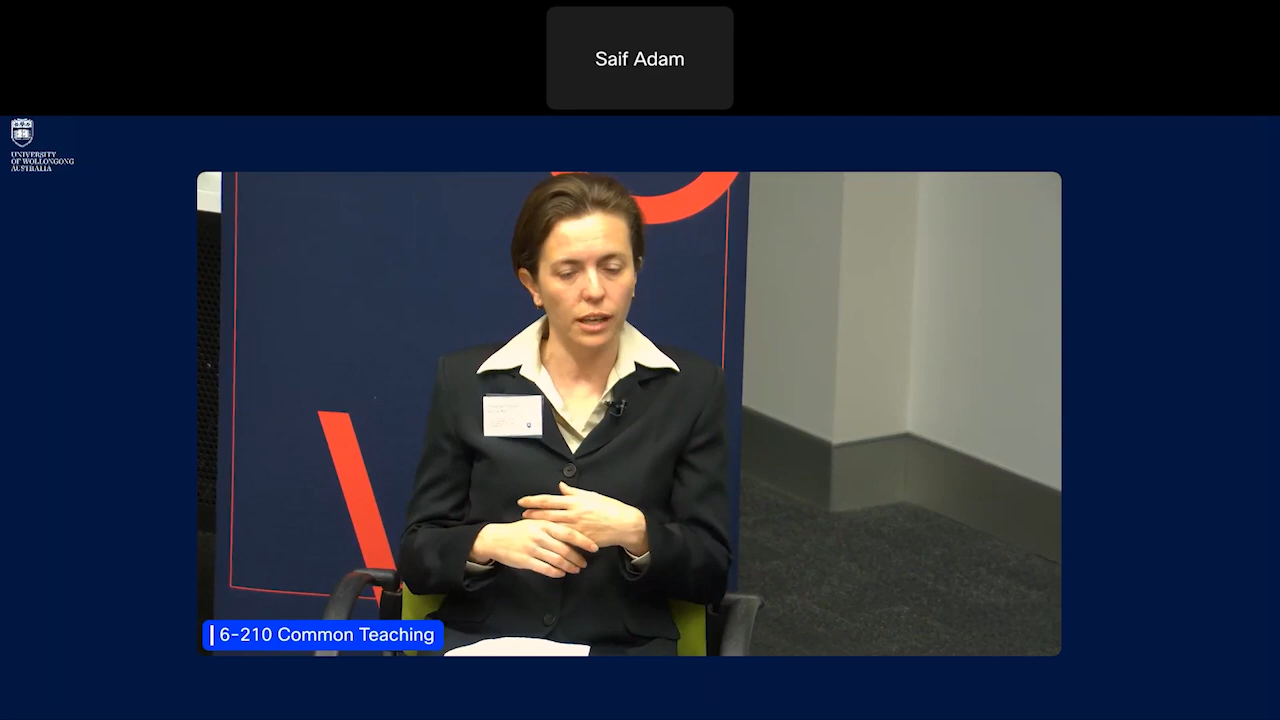 Saif Adam
UNIVERSITY
OF WOLLONGONG
AUSTRALIA
6-210 Common Teaching